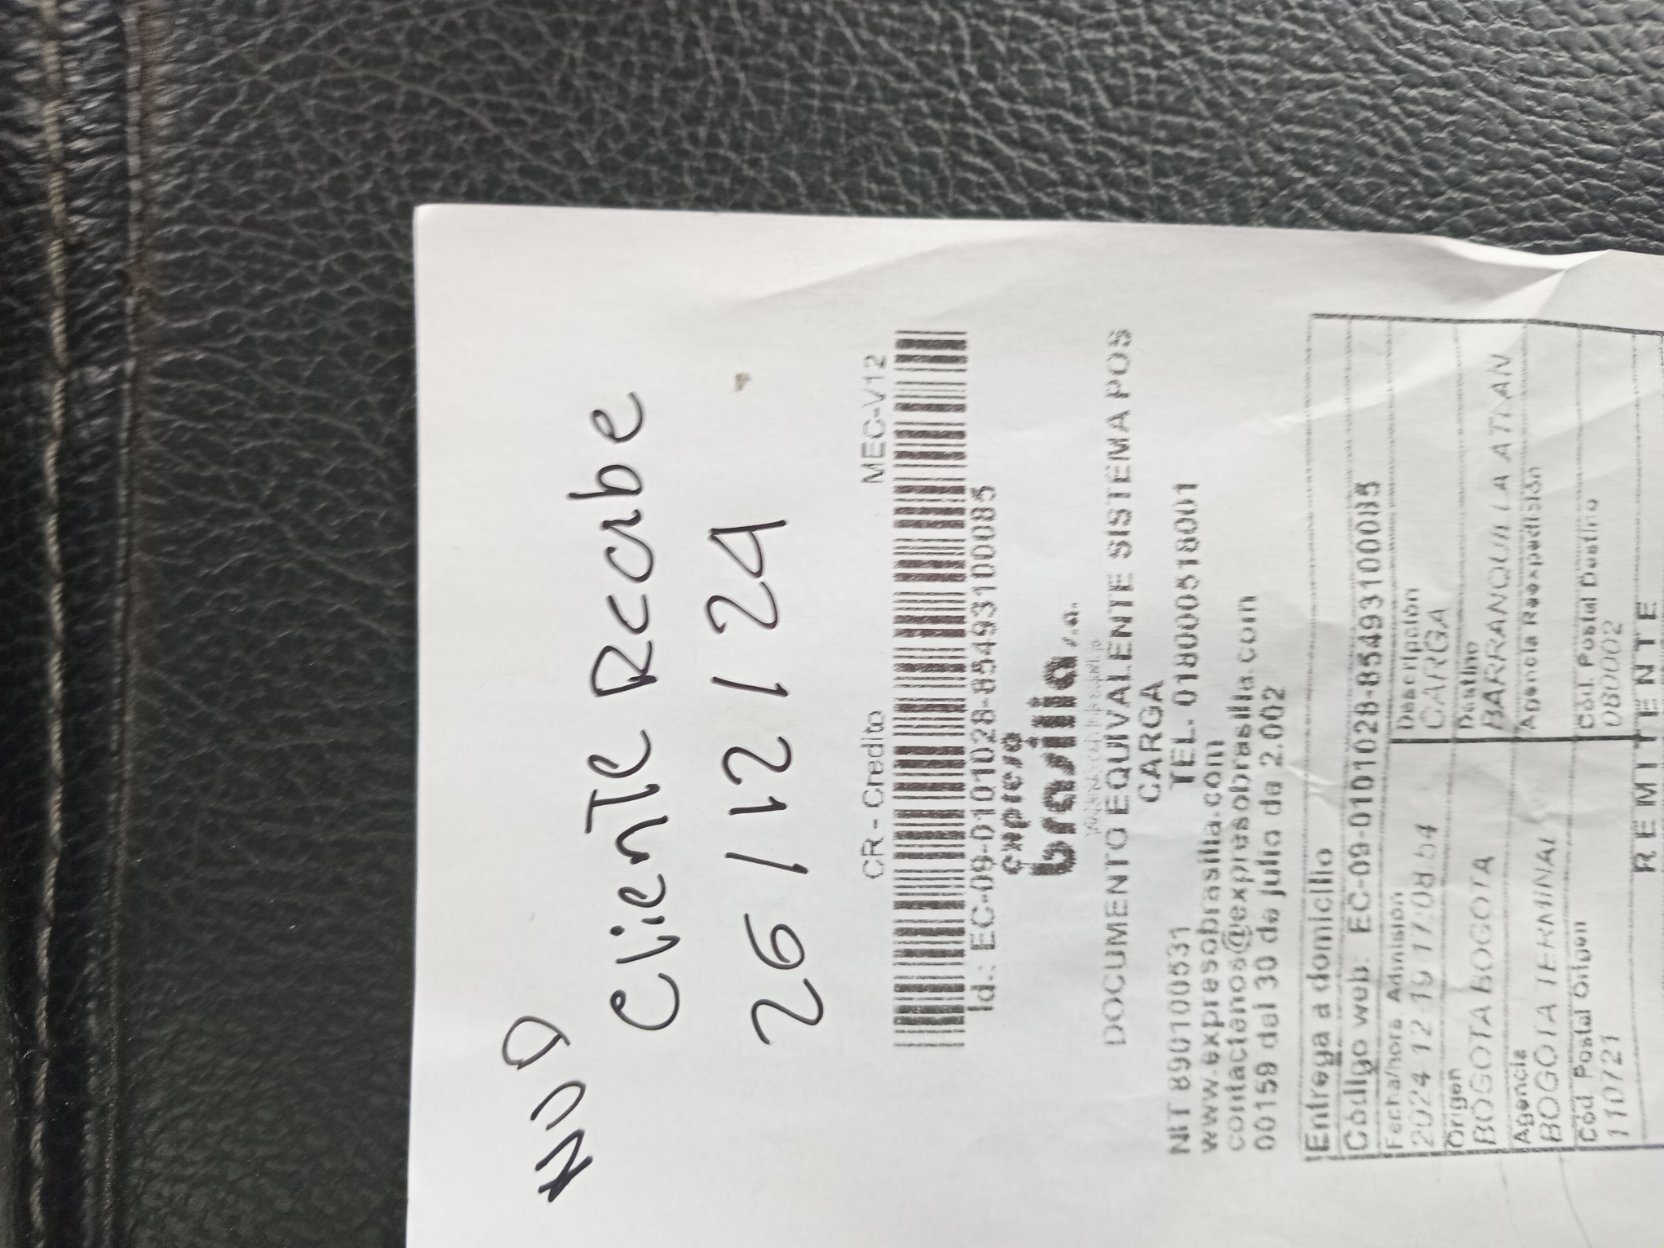 NUD
Cliente Recibe
26/12/24
CR - Credito MEC-V12
Id.: EC-09-0101028-8549310085
expreso
brasilia s.a.
DOCUMENTO EQUIVALENTE SISTEMA POS
CARGA
NIT 890100531 TEL. 018000518001
www.expresobrasilia.com
contactenos@expresobrasilia.com
00159 del 30 de julio de 2.002
Entrega a domicilio
Código web: EC-09-0101028-8549310085
Fecha/hora Admisión Descripción
2024 12 19 17:08:54 CARGA
Origen Destino
BOGOTA BOGOTA BARRANQUILLA ATLAN
Agencia Agencia Reexpedición
BOGOTA TERMINAL
Cód. Postal Origen Cód. Postal Destino
110721 080002
REMITENTE